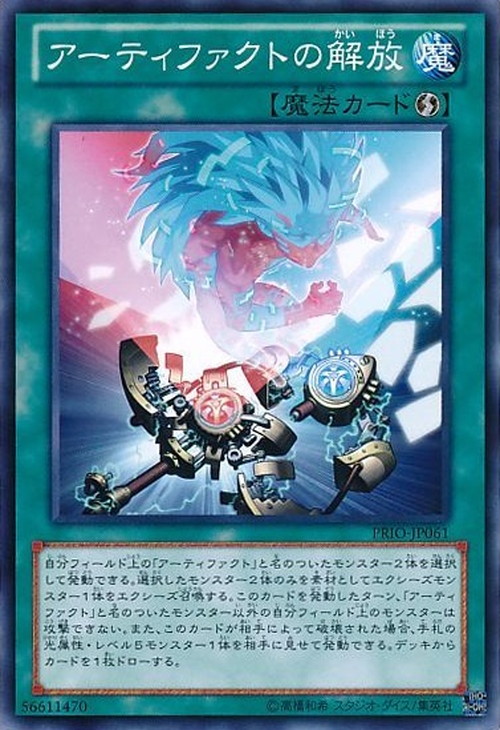 アーティファクトの解放
魔
【魔法カード】
PRIO-JP061
自分フィールド上の「アーティファクト」と名のついたモンスター2体を選択
して発動できる。選択したモンスター2体のみを素材としてエクシーズモン
スター1体をエクシーズ召喚する。このカードを発動したターン、「アーティ
ファクト」と名のついたモンスター以外の自分フィールド上のモンスターは
攻撃できない。また、このカードが相手によって破壊された場合、手札の
光属性・レベル5モンスター1体を相手に見せて発動できる。デッキから
カードを1枚ドローする。
56611470
©高橋和希 スタジオ・ダイス/集英社